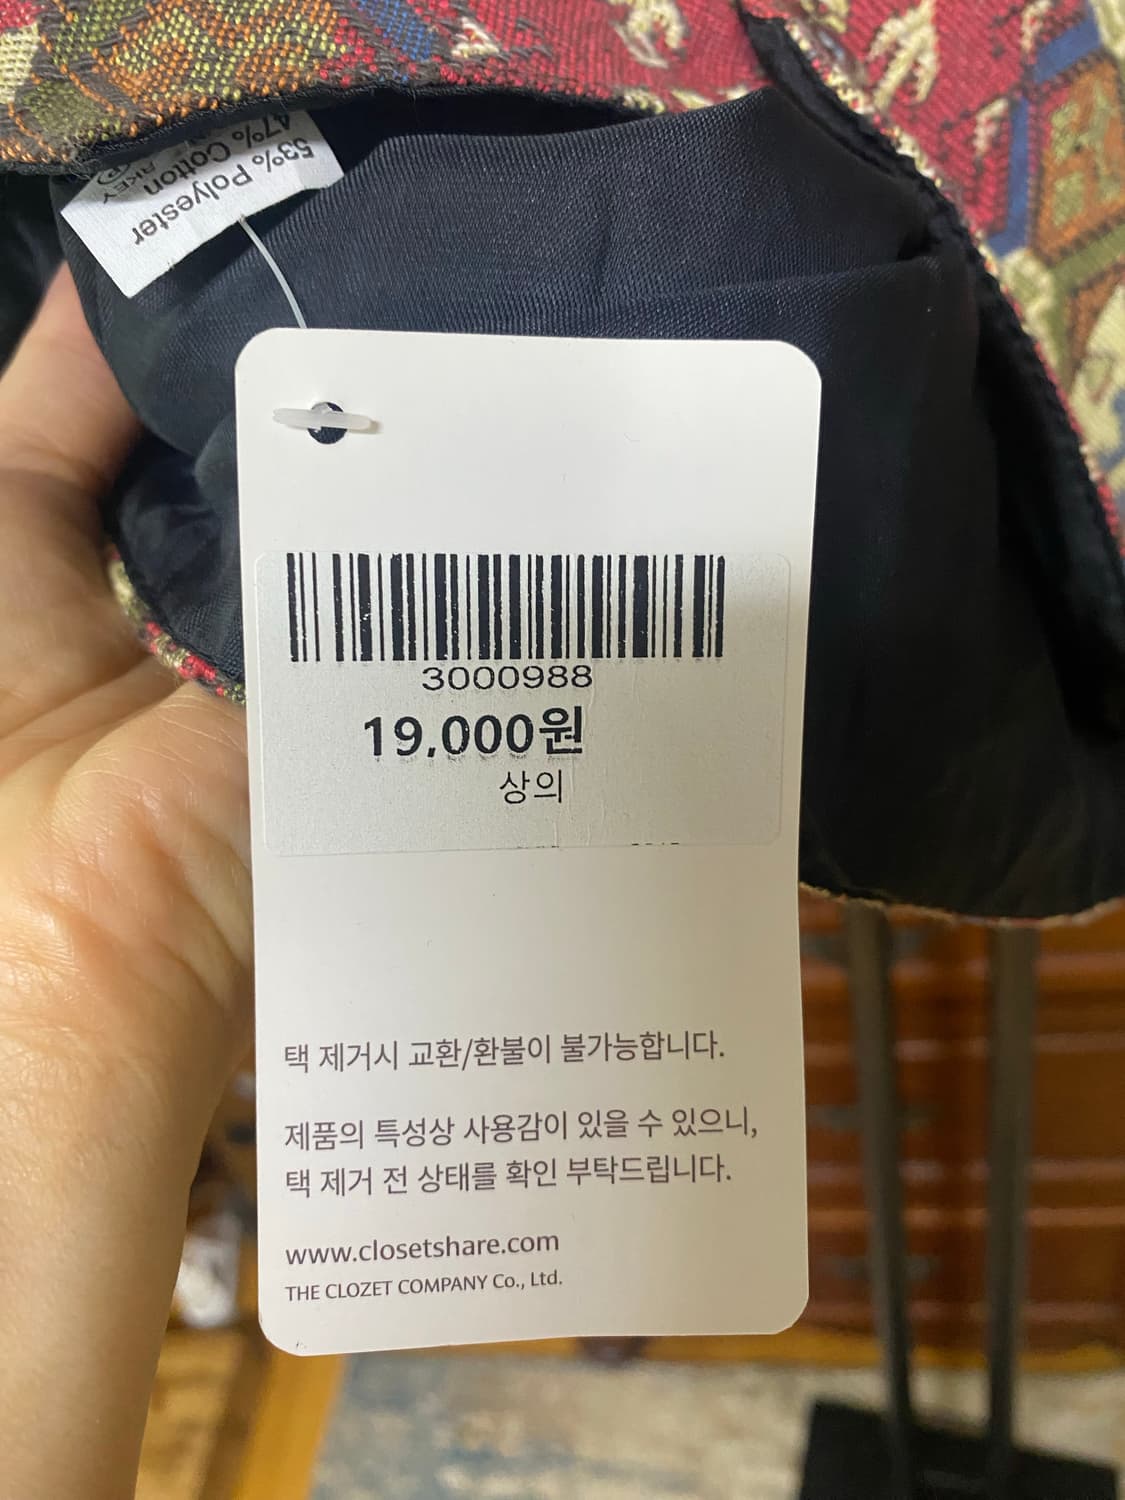 53% Polyester
47% Cotton
3000988
19,000원
상의
택 제거시 교환/환불이 불가능합니다.
제품의 특성상 사용감이 있을 수 있으니,
택 제거 전 상태를 확인 부탁드립니다.
www.closetshare.com
THE CLOZET COMPANY Co., Ltd.